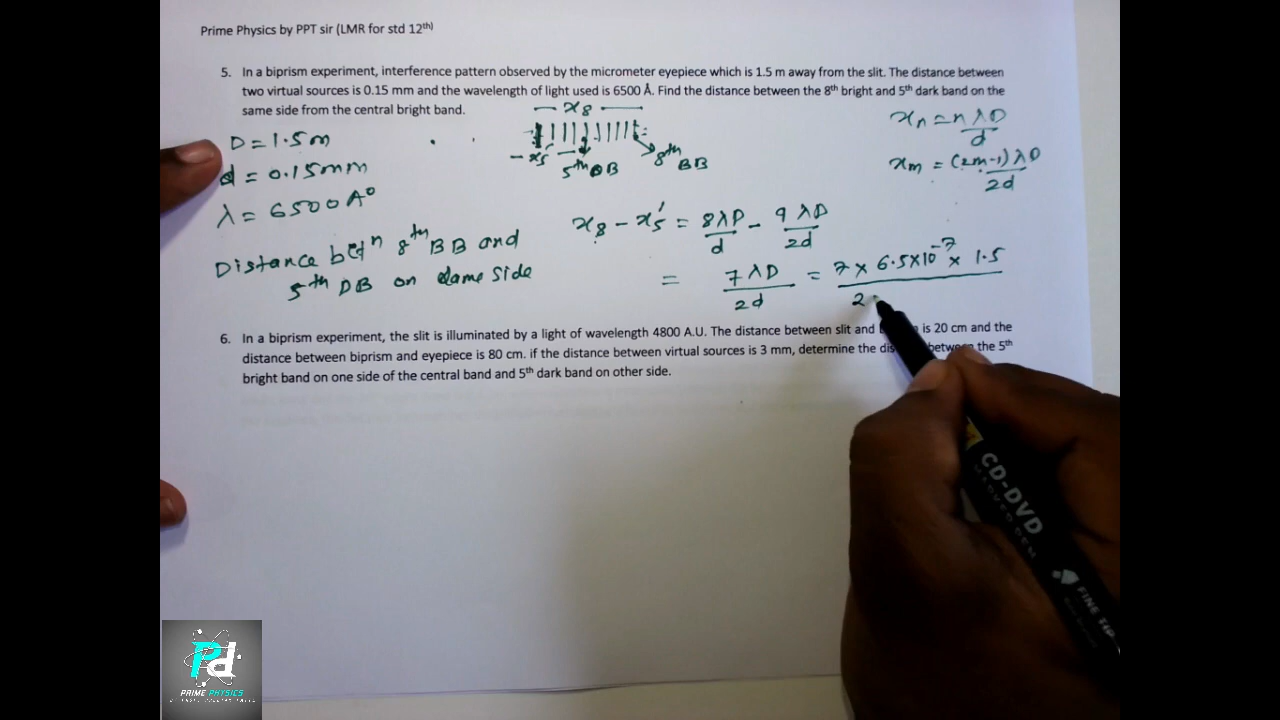 Prime Physics by PPT sir (LMR for std 12th)
5. In a biprism experiment, interference pattern observed by the micrometer eyepiece which is 1.5 m away from the slit. The distance between
two virtual sources is 0.15 mm and the wavelength of light used is 6500 Å. Find the distance between the 8th bright and 5th dark band on the
same side from the central bright band.
x8
D = 1.5m
d = 0.15mm
λ = 6500A°
x5
5th DB
8th BB
xn = nλD/d
xm = (2m-1)λD/2d
Distance betn 8th BB and
5th DB on same side
x8 - x'5 = 8λD/d - 9λD/2d
= 7λD/2d = 7 × 6.5×10-7 × 1.5
2
6. In a biprism experiment, the slit is illuminated by a light of wavelength 4800 A.U. The distance between slit and is 20 cm and the
distance between biprism and eyepiece is 80 cm. if the distance between virtual sources is 3 mm, determine the between the 5th
bright band on one side of the central band and 5th dark band on other side.
CD-DVD
MARKER PEN
FINE TIP
Pd
PRIME PHYSICS